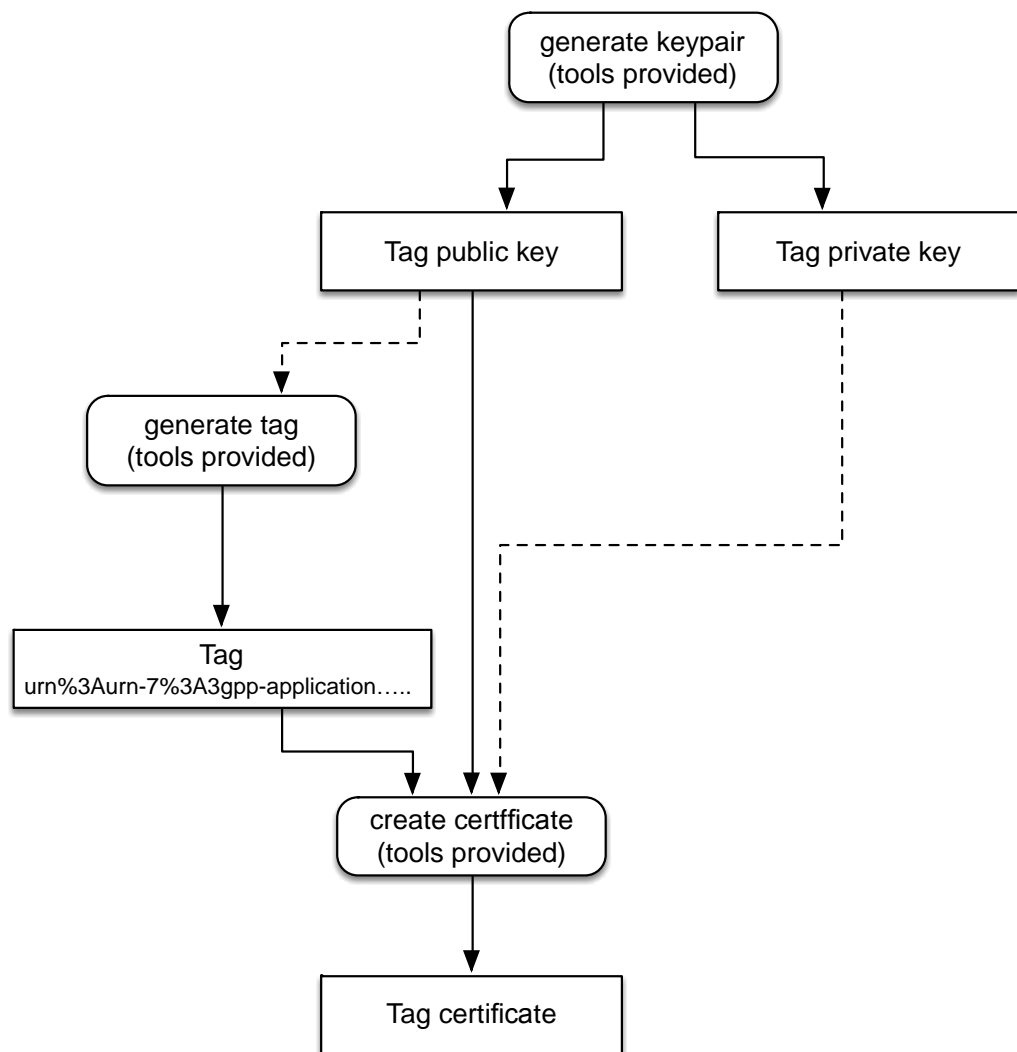 generate keypair
(tools provided)
Tag public key
Tag private key
generate tag
(tools provided)
Tag
urn%3Aurn-7%3A3gpp-application…..
create certfficate
(tools provided)
Tag certificate